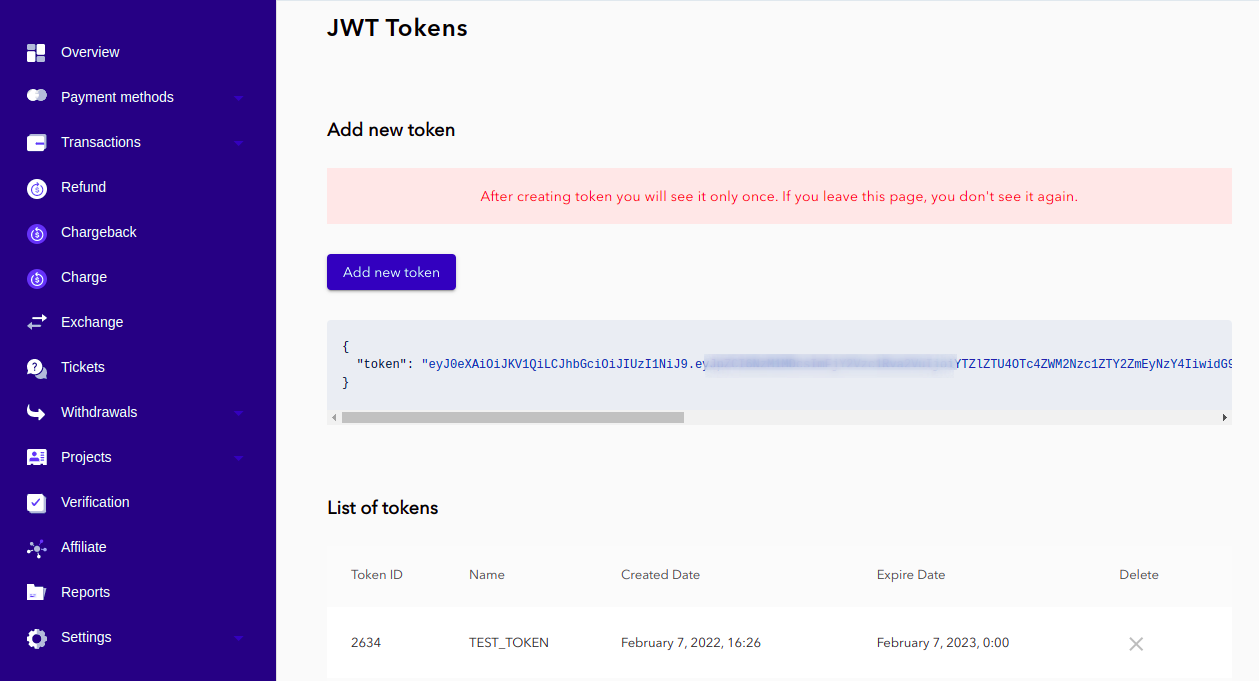 JWT Tokens
Overview
Payment methods
Transactions
Refund
Chargeback
Charge
Exchange
Tickets
Withdrawals
Projects
Verification
Affiliate
Reports
Settings
Add new token
After creating token you will see it only once. If you leave this page, you don't see it again.
Add new token
{
"token": "eyJ0eXAiOiJKV1QiLCJhbGciOiJIUzI1NiJ9.ey YTZlZTU4OTc4ZWM2Nzc1ZTY2ZmEyNzY4IiwidG9
}
List of tokens
Token ID Name Created Date Expire Date Delete
2634 TEST_TOKEN February 7, 2022, 16:26 February 7, 2023, 0:00